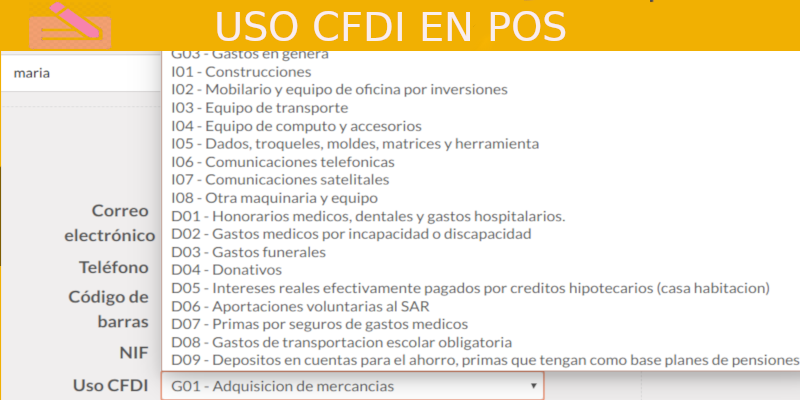 USO CFDI EN POS
maria
G03 - Gastos en genera
I01 - Construcciones
I02 - Mobilario y equipo de oficina por inversiones
I03 - Equipo de transporte
I04 - Equipo de computo y accesorios
I05 - Dados, troqueles, moldes, matrices y herramienta
I06 - Comunicaciones telefonicas
I07 - Comunicaciones satelitales
I08 - Otra maquinaria y equipo
D01 - Honorarios medicos, dentales y gastos hospitalarios.
D02 - Gastos medicos por incapacidad o discapacidad
D03 - Gastos funerales
D04 - Donativos
D05 - Intereses reales efectivamente pagados por creditos hipotecarios (casa habitacion)
D06 - Aportaciones voluntarias al SAR
D07 - Primas por seguros de gastos medicos
D08 - Gastos de transportacion escolar obligatoria
D09 - Depositos en cuentas para el ahorro, primas que tengan como base planes de pensiones
Correo
electrónico
Teléfono
Código de
barras
NIF
Uso CFDI
G01 - Adquisicion de mercancias